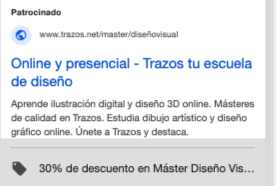 Patrocinado
www.trazos.net/master/diseñovisual
Online y presencial - Trazos tu escuela
de diseño
Aprende ilustración digital y diseño 3D online. Másteres
de calidad en Trazos. Estudia dibujo artístico y diseño
gráfico online. Únete a Trazos y destaca.
30% de descuento en Máster Diseño Vis...